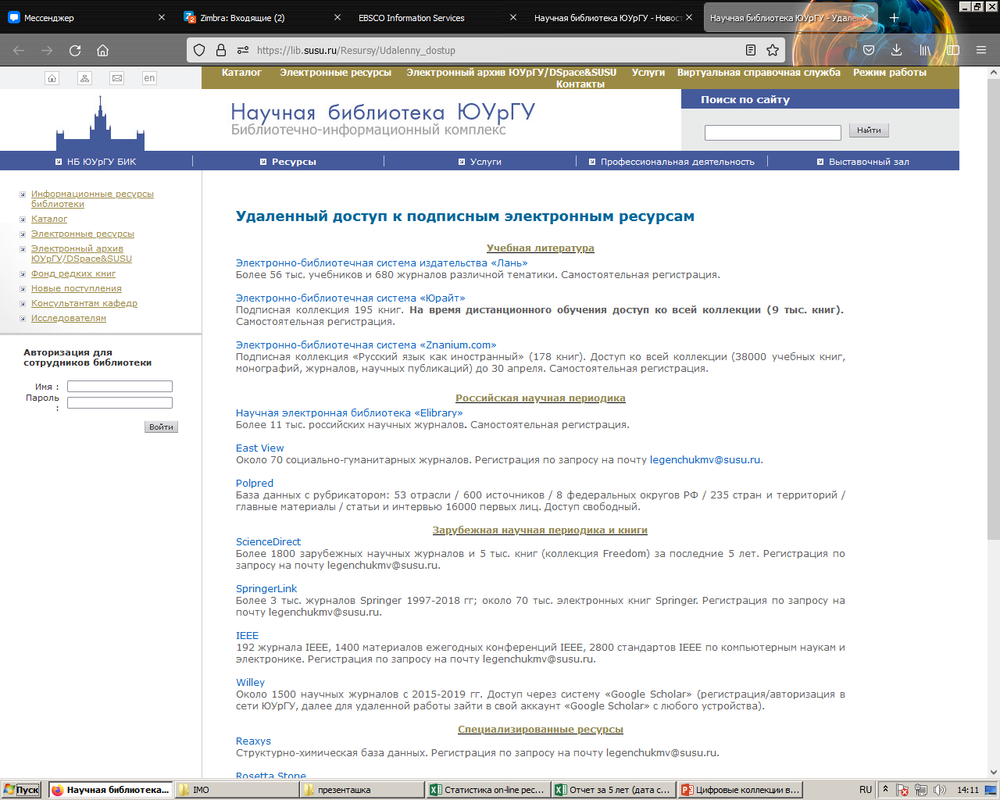 Мессенджер
Zimbra: Входящие (2)
EBSCO Information Services
Научная библиотека ЮУрГУ - Новост
Научная библиотека ЮУрГУ - Удале
https://lib.susu.ru/Resursy/Udalenny_dostup
en
Каталог Электронные ресурсы Электронный архив ЮУрГУ/DSpace&SUSU Услуги Виртуальная справочная служба Режим работы
Контакты
Научная библиотека ЮУрГУ
Библиотечно-информационный комплекс
Поиск по сайту
Найти
НБ ЮУрГУ БИК
Ресурсы
Услуги
Профессиональная деятельность
Выставочный зал
Информационные ресурсы
библиотеки
Каталог
Электронные ресурсы
Электронный архив
ЮУрГУ/DSpace&SUSU
Фонд редких книг
Новые поступления
Консультантам кафедр
Исследователям
Авторизация для
сотрудников библиотеки
Имя :
Пароль
:
Войти
Удаленный доступ к подписным электронным ресурсам
Учебная литература
Электронно-библиотечная система издательства «Лань»
Более 56 тыс. учебников и 680 журналов различной тематики. Самостоятельная регистрация.
Электронно-библиотечная система «Юрайт»
Подписная коллекция 195 книг. На время дистанционного обучения доступ ко всей коллекции (9 тыс. книг).
Самостоятельная регистрация.
Электронно-библиотечная система «Znanium.com»
Подписная коллекция «Русский язык как иностранный» (178 книг). Доступ ко всей коллекции (38000 учебных книг,
монографий, журналов, научных публикаций) до 30 апреля. Самостоятельная регистрация.
Российская научная периодика
Научная электронная библиотека «Elibrary»
Более 11 тыс. российских научных журналов. Самостоятельная регистрация.
East View
Около 70 социально-гуманитарных журналов. Регистрация по запросу на почту legenchukmv@susu.ru.
Polpred
База данных с рубрикатором: 53 отрасли / 600 источников / 8 федеральных округов РФ / 235 стран и территорий /
главные материалы / статьи и интервью 16000 первых лиц. Доступ свободный.
Зарубежная научная периодика и книги
ScienceDirect
Более 1800 зарубежных научных журналов и 5 тыс. книг (коллекция Freedom) за последние 5 лет. Регистрация по
запросу на почту legenchukmv@susu.ru.
SpringerLink
Более 3 тыс. журналов Springer 1997-2018 гг; около 70 тыс. электронных книг Springer. Регистрация по запросу на
почту legenchukmv@susu.ru.
IEEE
192 журнала IEEE, 1400 материалов ежегодных конференций IEEE, 2800 стандартов IEEE по компьютерным наукам и
электронике. Регистрация по запросу на почту legenchukmv@susu.ru.
Willey
Около 1500 научных журналов с 2015-2019 гг. Доступ через систему «Google Scholar» (регистрация/авторизация в
сети ЮУрГУ, далее для удаленной работы зайти в свой аккаунт «Google Scholar» с любого устройства).
Специализированные ресурсы
Reaxys
Структурно-химическая база данных. Регистрация по запросу на почту legenchukmv@susu.ru.
Rosetta Stone
Пуск
Научная библиотека...
IMO
презенташка
Статистика on-line рес...
Отчет за 5 лет (дата с...
Цифровые коллекции в...
RU
14:11